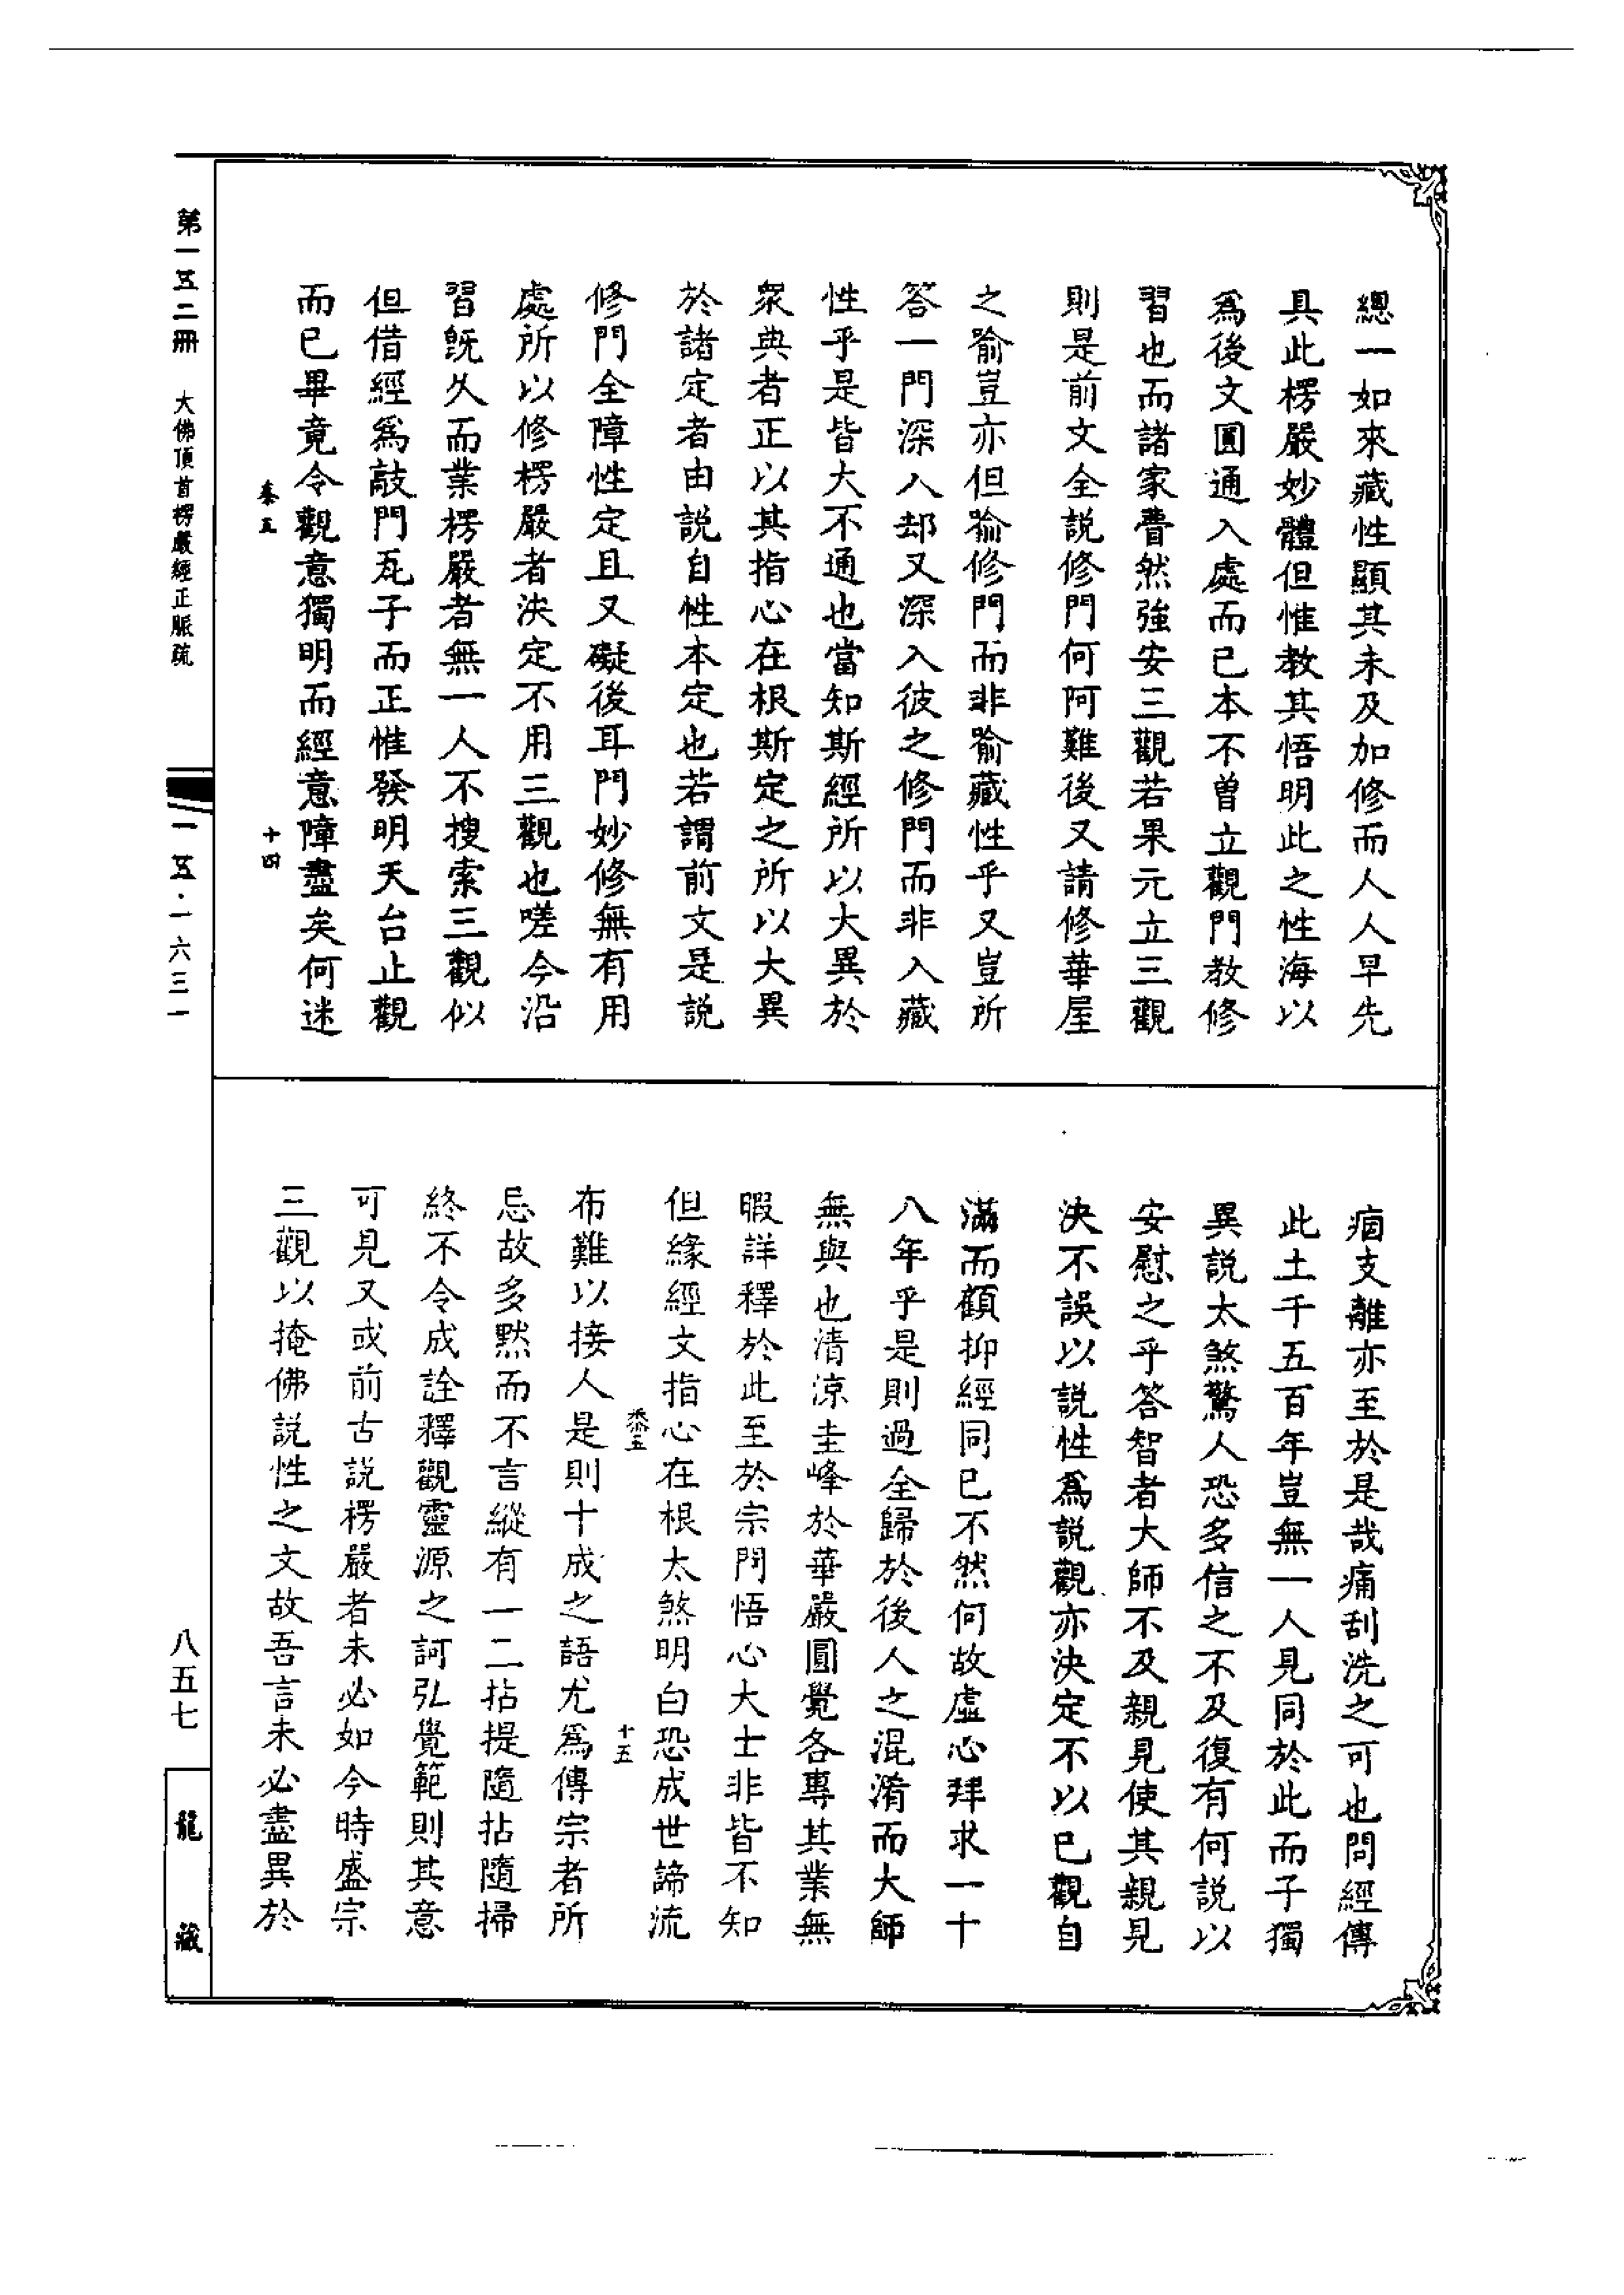 總一如來藏性顯其未及加修而人人早先
具此楞嚴妙體但惟教其悟明此之性海以
爲後文圓通入處而已本不曾立觀門教修
習也而諸家瞢然強安三觀若果元立三觀
則是前文全説修門何阿難後又請修華屋
之喻豈亦但喻修門而非喻藏性乎又豈所
答一門深入却又深入彼之修門而非入藏
性乎是皆大不通也當知斯經所以大異於
衆典者正以其指心在根斯定之所以大異
於諸定者由説自性本定也若謂前文是説
修門全障性定且又礙後耳門妙修無有用
處所以修楞嚴者決定不用三觀也嗟今沿
習旣久而業楞嚴者無一人不搜索三觀似
但借經爲敲門瓦子而正惟發明天台止觀
而已畢竟令觀意獨明而經意障盡矣何迷
痼支離亦至於是哉痛刮洗之可也問經傳
此土千五百年豈無一人見同於此而子獨
異説太煞驚人恐多信之不及復有何説以
安慰之乎答智者大師不及親見使其親見
決不誤以説性爲説觀亦決定不以已觀自
滿而顧抑經同已不然何故虛心拜求一十
八年乎是則過全歸於後人之混淆而大師
無與也清涼圭峰於華嚴圓覺各專其業無
暇詳釋於此至於宗門悟心大士非皆不知
但緣經文指心在根太煞明白恐成世諦流
布難以接人是則十成之語尤爲傳宗者所
忌故多黙而不言縱有一二拈提隨拈隨掃
終不令成詮釋觀靈源之訶弘覺範則其意
可見又或前古説楞嚴者未必如今時盛宗
三觀以掩佛説性之文故吾言未必盡異於
第一五二冊 大佛頂首楞嚴經正脈疏
一五·一六三一
八五七
龍藏
十四
十五